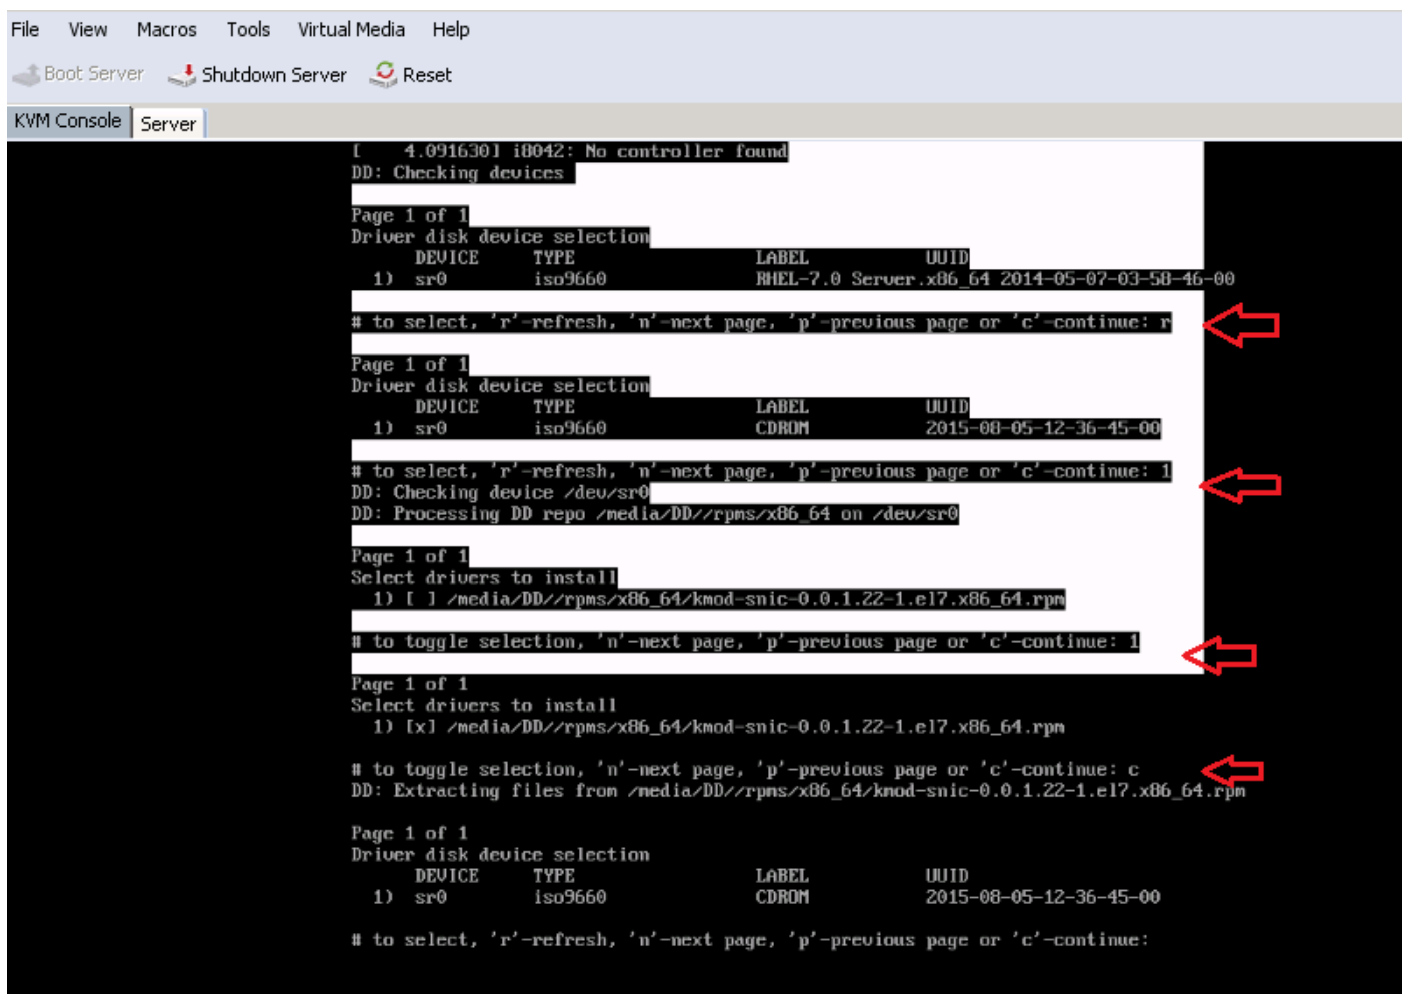 File View Macros Tools Virtual Media Help
Boot Server Shutdown Server Reset
KVM Console Server
[    4.091630] i8042: No controller found
DD: Checking devices
Page 1 of 1
Driver disk device selection
DEVICE TYPE LABEL UUID
1) sr0 iso9660 RHEL-7.0 Server.x86_64 2014-05-07-03-58-46-00
# to select, 'r'-refresh, 'n'-next page, 'p'-previous page or 'c'-continue: r
Page 1 of 1
Driver disk device selection
DEVICE TYPE LABEL UUID
1) sr0 iso9660 CDROM 2015-08-05-12-36-45-00
# to select, 'r'-refresh, 'n'-next page, 'p'-previous page or 'c'-continue: 1
DD: Checking device /dev/sr0
DD: Processing DD repo /media/DD//rpms/x86_64 on /dev/sr0
Page 1 of 1
Select drivers to install
1) [ ] /media/DD//rpms/x86_64/kmod-snic-0.0.1.22-1.el7.x86_64.rpm
# to toggle selection, 'n'-next page, 'p'-previous page or 'c'-continue: 1
Page 1 of 1
Select drivers to install
1) [x] /media/DD//rpms/x86_64/kmod-snic-0.0.1.22-1.el7.x86_64.rpm
# to toggle selection, 'n'-next page, 'p'-previous page or 'c'-continue: c
DD: Extracting files from /media/DD//rpms/x86_64/kmod-snic-0.0.1.22-1.el7.x86_64.rpm
Page 1 of 1
Driver disk device selection
DEVICE TYPE LABEL UUID
1) sr0 iso9660 CDROM 2015-08-05-12-36-45-00
# to select, 'r'-refresh, 'n'-next page, 'p'-previous page or 'c'-continue: